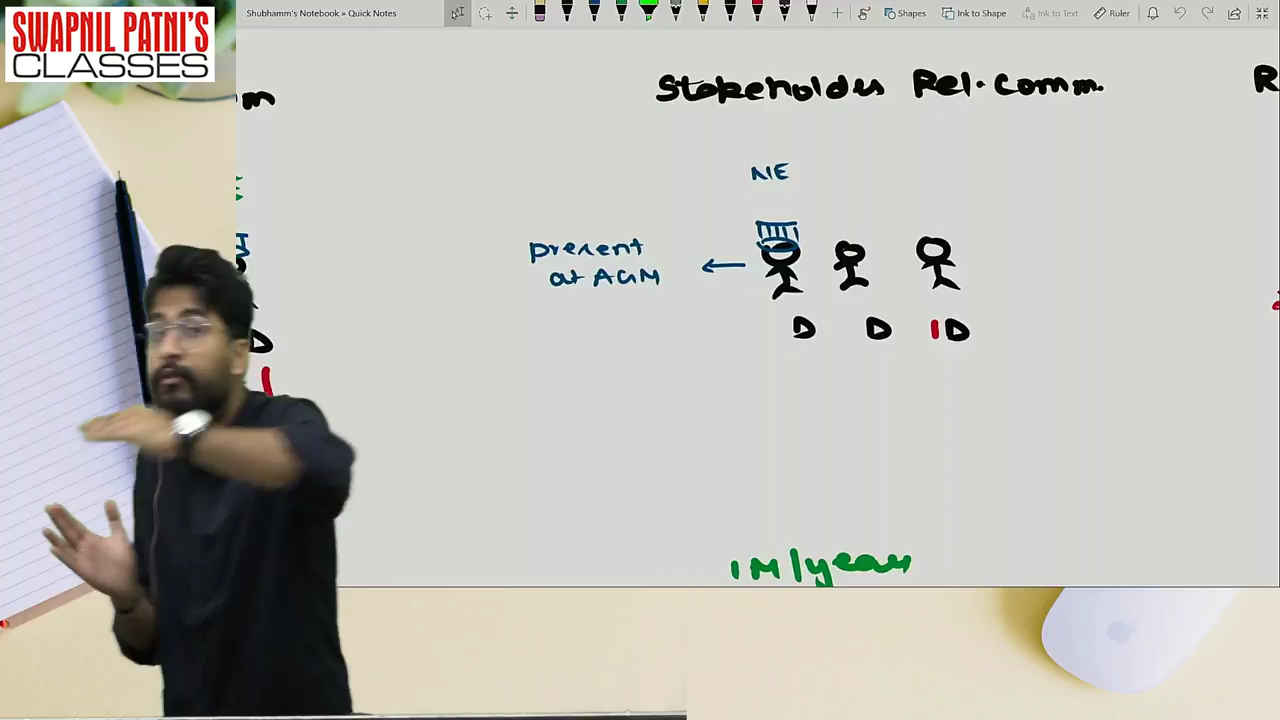 SWAPNIL PATNI'S
CLASSES
Shubhamm's Notebook » Quick Notes
Shapes
Ink to Shape
Ink to Text
Ruler
m
Stakeholders Rel. Comm.
R
NE
present
at AGM
D D ID
D
I
1M/year